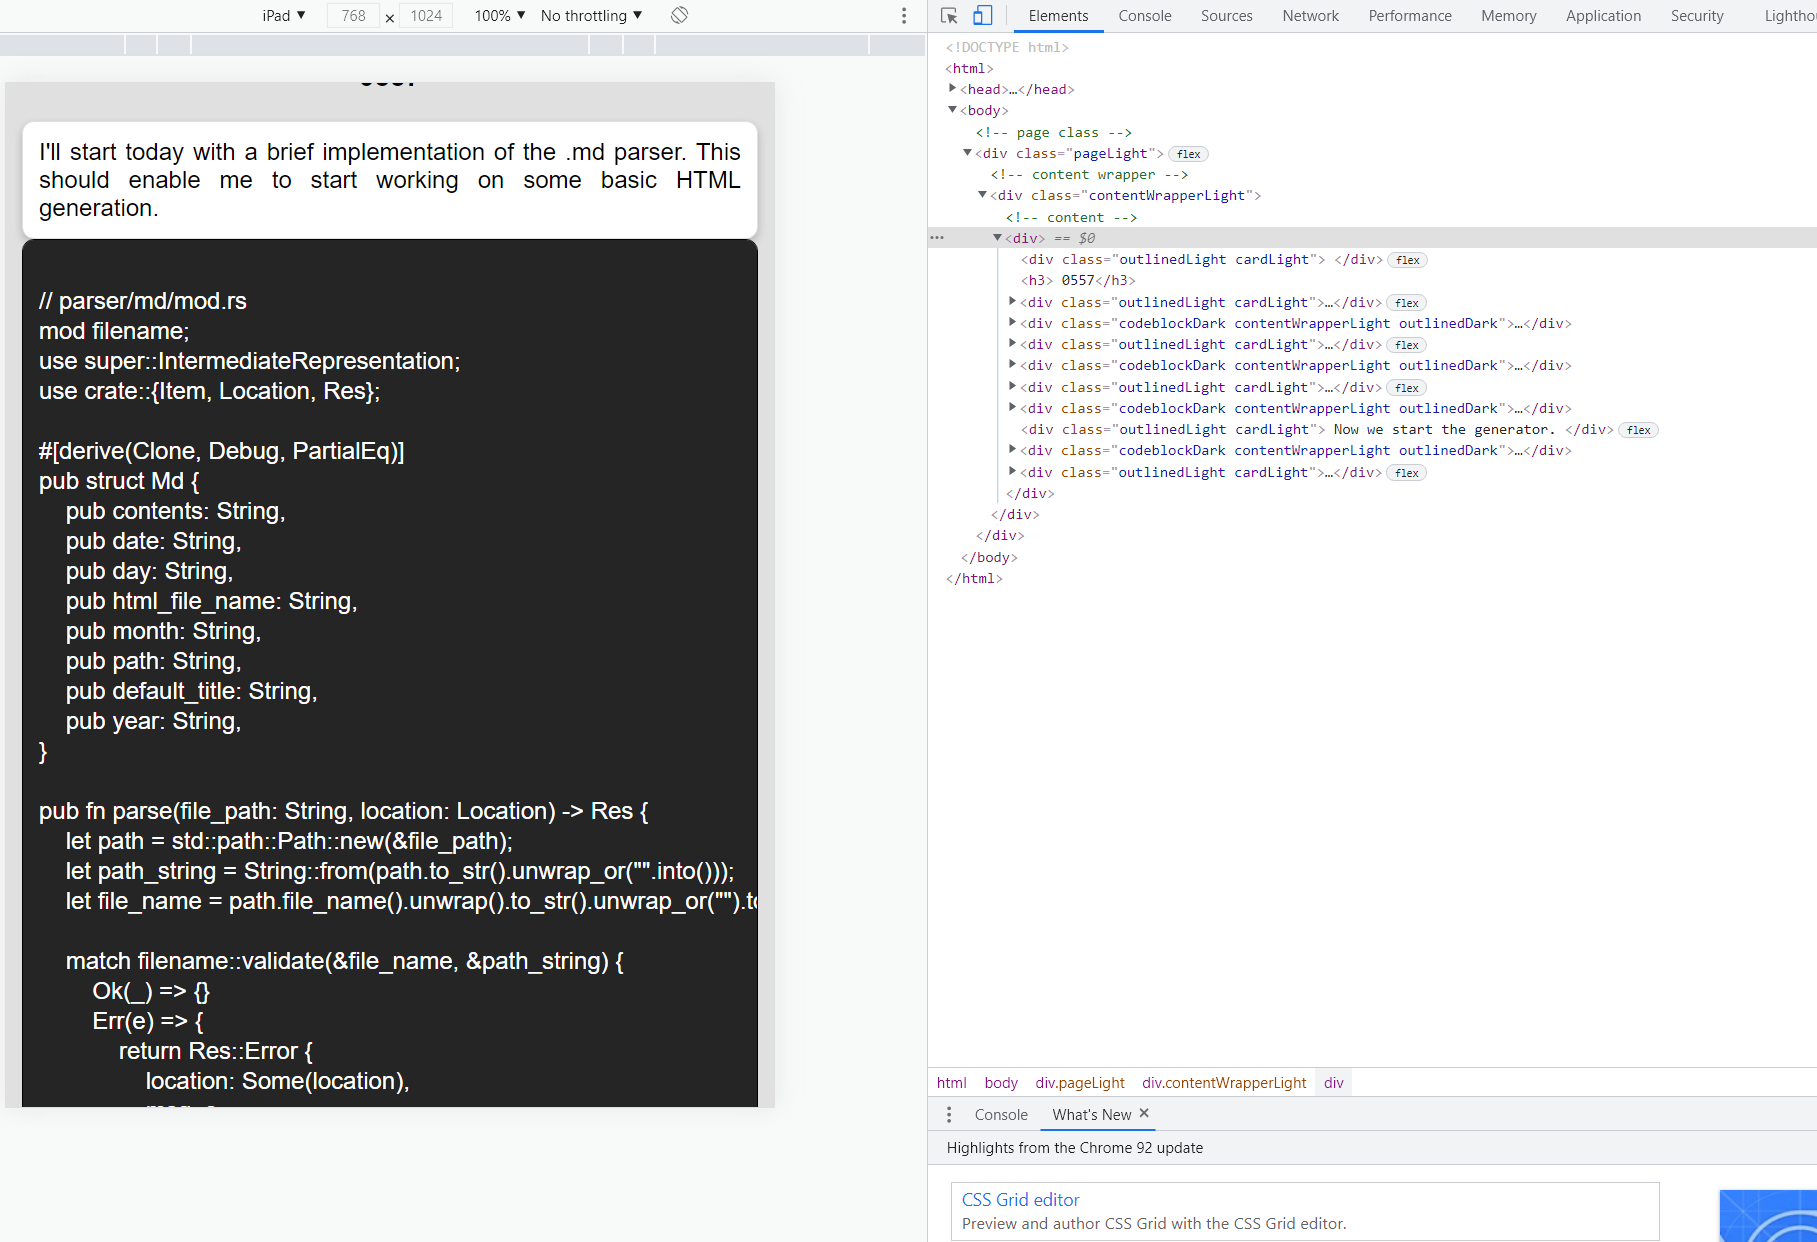 iPad ▼ 768 × 1024 100% ▼ No throttling ▼
Elements Console Sources Network Performance Memory Application Security Lightho
I'll start today with a brief implementation of the .md parser. This
should enable me to start working on some basic HTML
generation.
// parser/md/mod.rs
mod filename;
use super::IntermediateRepresentation;
use crate::{Item, Location, Res};
#[derive(Clone, Debug, PartialEq)]
pub struct Md {
pub contents: String,
pub date: String,
pub day: String,
pub html_file_name: String,
pub month: String,
pub path: String,
pub default_title: String,
pub year: String,
}
pub fn parse(file_path: String, location: Location) -> Res {
let path = std::path::Path::new(&file_path);
let path_string = String::from(path.to_str().unwrap_or("".into()));
let file_name = path.file_name().unwrap().to_str().unwrap_or("").to
match filename::validate(&file_name, &path_string) {
Ok(_) => {}
Err(e) => {
return Res::Error {
location: Some(location),
<!DOCTYPE html>
<html>
<head>…</head>
<body>
<!-- page class -->
<div class="pageLight"> flex
<!-- content wrapper -->
<div class="contentWrapperLight">
<!-- content -->
<div> == $0
<div class="outlinedLight cardLight"> </div> flex
<h3> 0557</h3>
<div class="outlinedLight cardLight">…</div> flex
<div class="codeblockDark contentWrapperLight outlinedDark">…</div>
<div class="outlinedLight cardLight">…</div> flex
<div class="codeblockDark contentWrapperLight outlinedDark">…</div>
<div class="outlinedLight cardLight">…</div> flex
<div class="codeblockDark contentWrapperLight outlinedDark">…</div>
<div class="outlinedLight cardLight"> Now we start the generator. </div> flex
<div class="codeblockDark contentWrapperLight outlinedDark">…</div>
<div class="outlinedLight cardLight">…</div> flex
</div>
</div>
</div>
</body>
</html>
html body div.pageLight div.contentWrapperLight div
Console What's New ×
Highlights from the Chrome 92 update
CSS Grid editor
Preview and author CSS Grid with the CSS Grid editor.